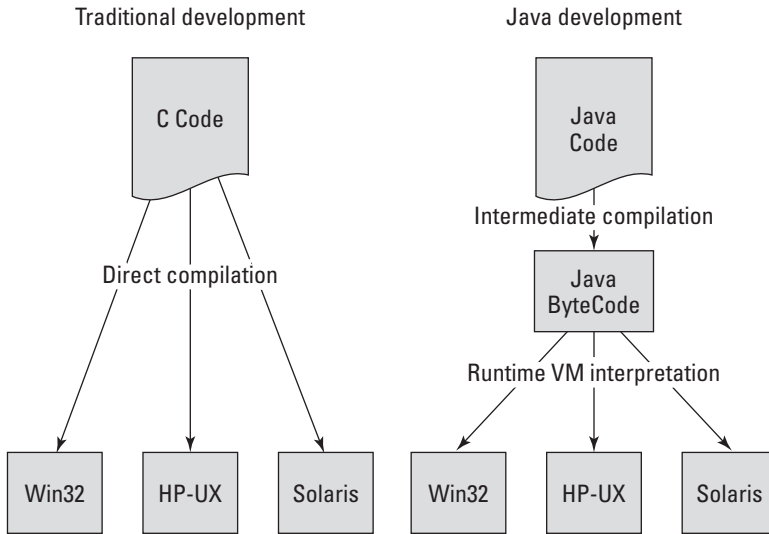 Traditional development
Java development
C Code
Java
Code
Intermediate compilation
Direct compilation
Java
ByteCode
Runtime VM interpretation
Win32
HP-UX
Solaris
Win32
HP-UX
Solaris